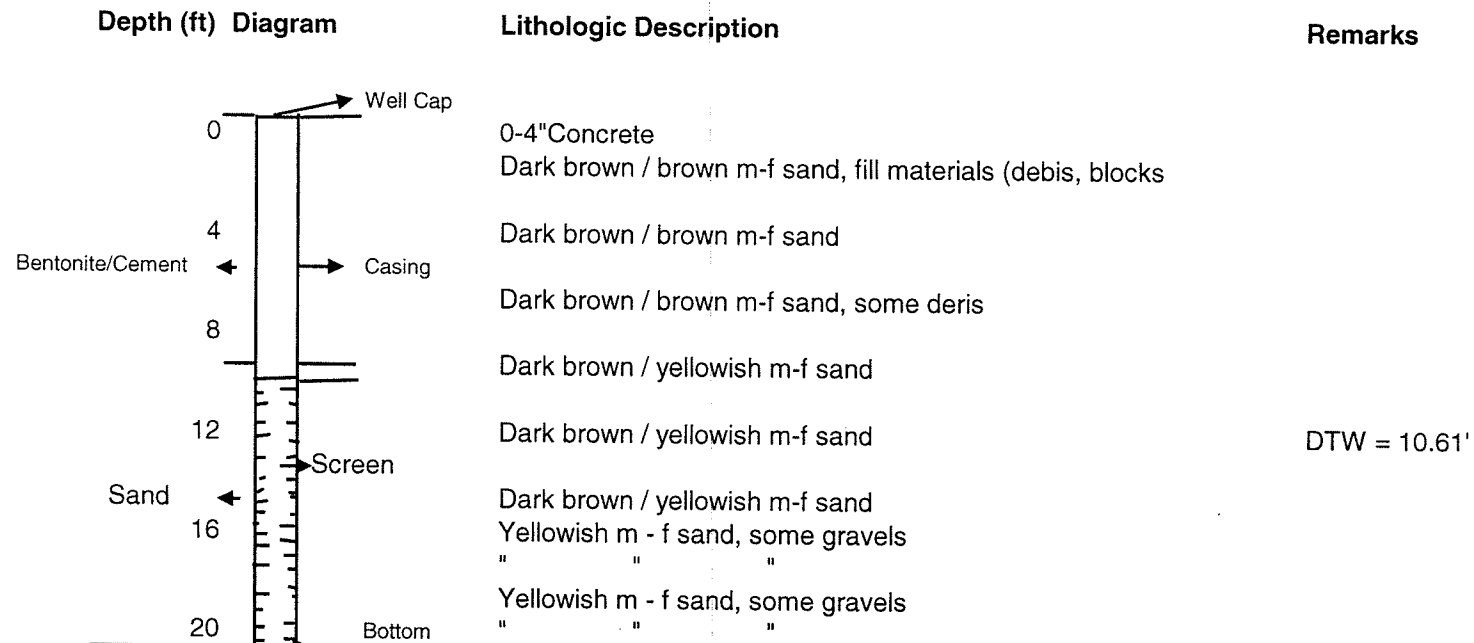 Depth (ft) Diagram Lithologic Description Remarks
Well Cap
0 0-4"Concrete
Dark brown / brown m-f sand, fill materials (debis, blocks
4 Dark brown / brown m-f sand
Bentonite/Cement Casing
Dark brown / brown m-f sand, some deris
8
Dark brown / yellowish m-f sand
12 Dark brown / yellowish m-f sand DTW = 10.61'
Screen
Sand Dark brown / yellowish m-f sand
16 Yellowish m - f sand, some gravels
" " "
Yellowish m - f sand, some gravels
20 Bottom " " "